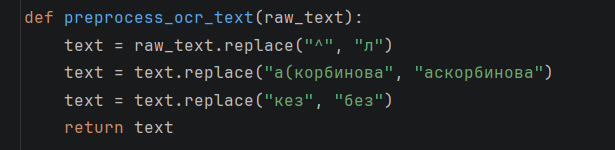 def preprocess_ocr_text(raw_text):
    text = raw_text.replace("^", "л")
    text = text.replace("а(корбинова", "аскорбинова")
    text = text.replace("кез", "без")
    return text